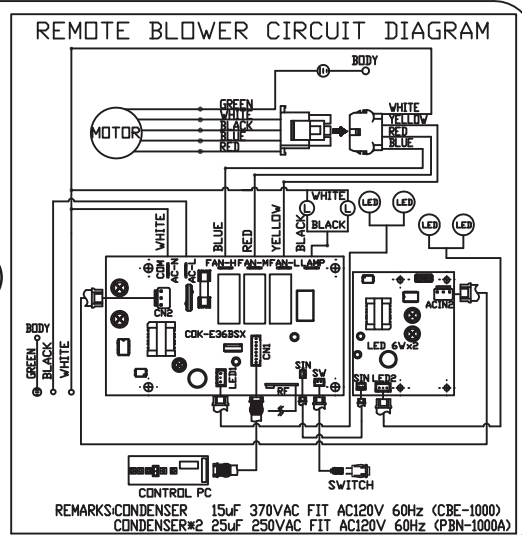 REMOTE BLOWER CIRCUIT DIAGRAM
BODY
GREEN
WHITE
BLACK
BLUE
RED
MOTOR
WHITE
YELLOW
RED
BLUE
WHITE
BLUE
RED
YELLOW
BLACK
L
WHITE
L
BLACK
LED
LED
LED
LED
COM
AC-N
AC-L
FAN-H
FAN-M
FAN-L
LAMP
CN2
COK-E36BSX
CN1
LED1
RF
SIN
SW
ACIN2
LED 6W×2
SIN
LED2
BODY
GREEN
BLACK
WHITE
CONTROL PC
SWITCH
REMARKS:CONDENSER 15uF 370VAC FIT AC120V 60Hz (CBE-1000)
CONDENSER*2 25uF 250VAC FIT AC120V 60Hz (PBN-1000A)